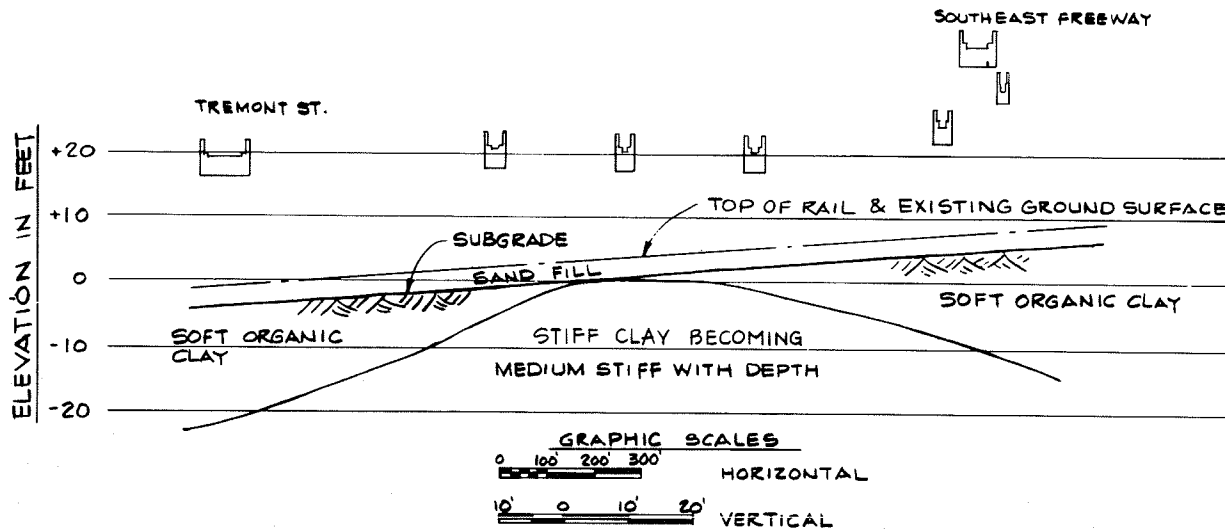 SOUTHEAST FREEWAY
TREMONT ST.
ELEVATION IN FEET
+20
+10
0
-10
-20
TOP OF RAIL & EXISTING GROUND SURFACE
SUBGRADE
SAND FILL
SOFT ORGANIC
CLAY
SOFT ORGANIC CLAY
STIFF CLAY BECOMING
MEDIUM STIFF WITH DEPTH
GRAPHIC SCALES
0 100' 200' 300'
HORIZONTAL
10' 0 10' 20'
VERTICAL